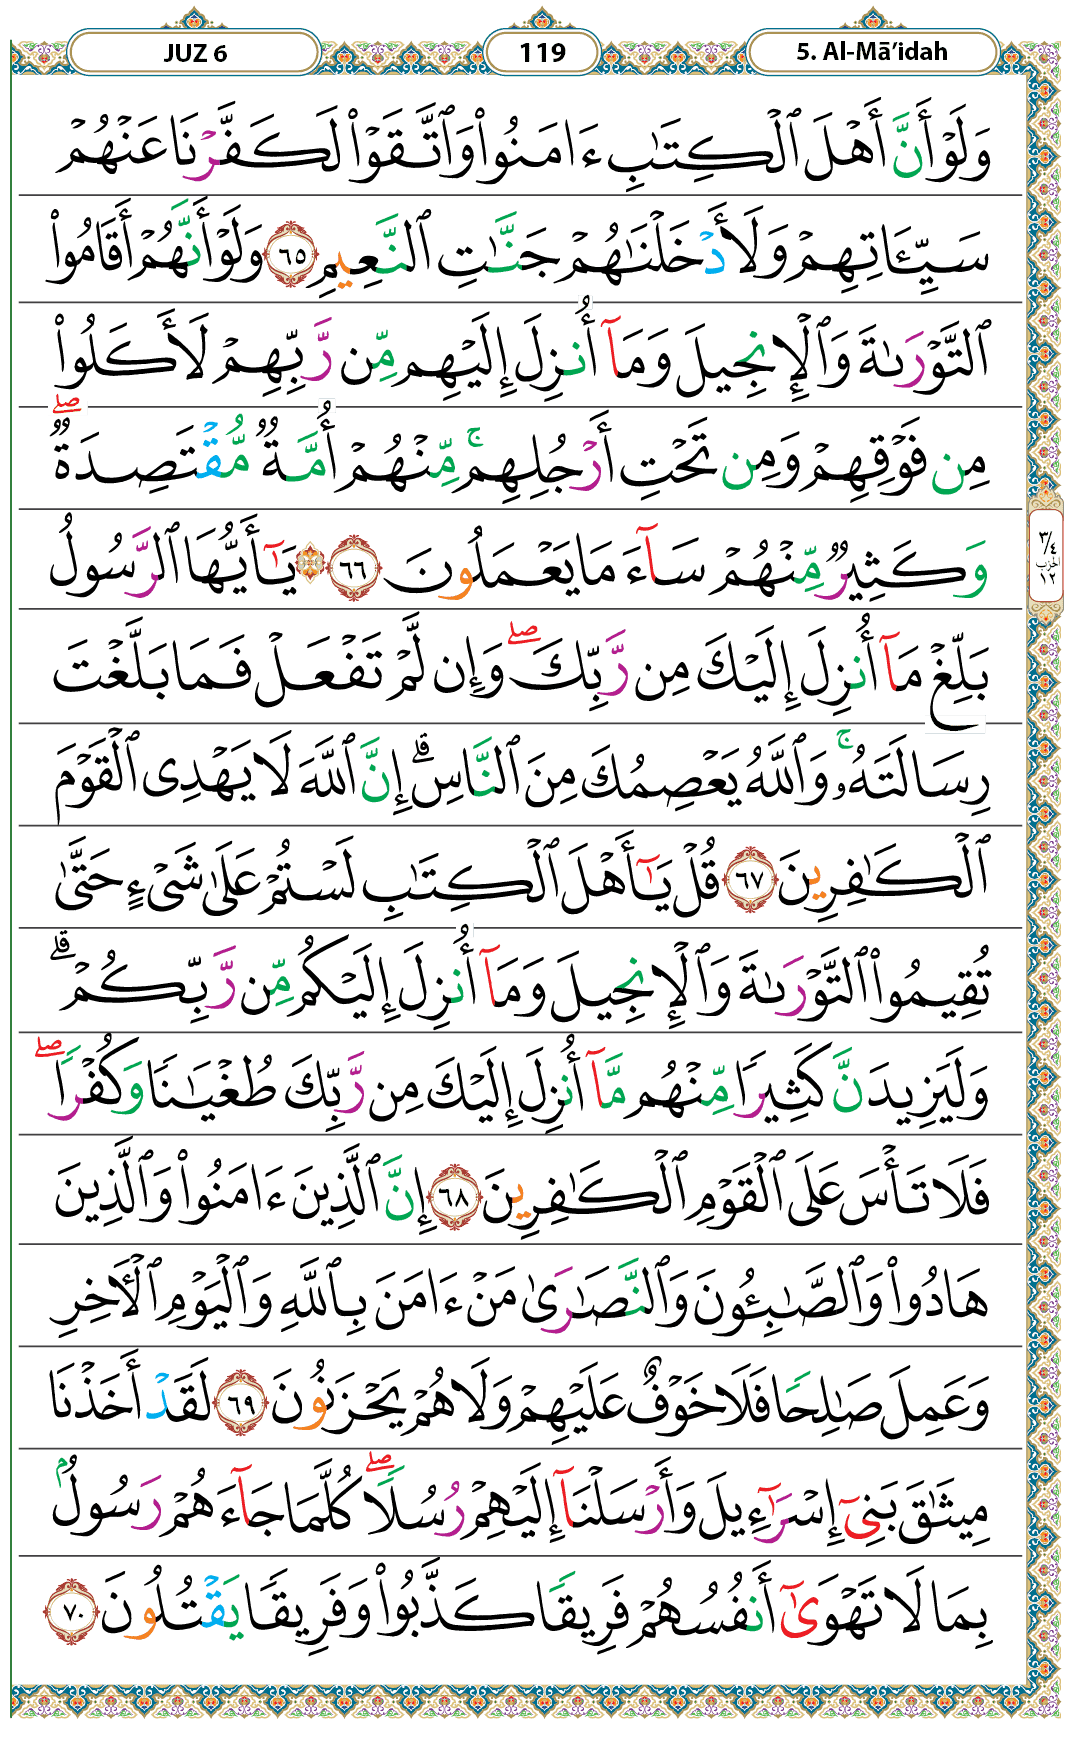 JUZ 6
119
5. Al-Mā’idah
وَلَوْ أَنَّ أَهْلَ ٱلْكِتَـٰبِ ءَامَنُوا۟ وَٱتَّقَوْا۟ لَكَفَّرْنَا عَنْهُمْ
سَيِّـَٔاتِهِمْ وَلَأَدْخَلْنَـٰهُمْ جَنَّـٰتِ ٱلنَّعِيمِ ٦٥ وَلَوْ أَنَّهُمْ أَقَامُوا۟
ٱلتَّوْرَىٰةَ وَٱلْإِنجِيلَ وَمَآ أُنزِلَ إِلَيْهِم مِّن رَّبِّهِمْ لَأَكَلُوا۟
مِن فَوْقِهِمْ وَمِن تَحْتِ أَرْجُلِهِم ۚ مِّنْهُمْ أُمَّةٌ مُّقْتَصِدَةٌ ۖ
وَكَثِيرٌ مِّنْهُمْ سَآءَ مَا يَعْمَلُونَ ٦٦ يَـٰٓأَيُّهَا ٱلرَّسُولُ
بَلِّغْ مَآ أُنزِلَ إِلَيْكَ مِن رَّبِّكَ ۖ وَإِن لَّمْ تَفْعَلْ فَمَا بَلَّغْتَ
رِسَالَتَهُۥ ۚ وَٱللَّهُ يَعْصِمُكَ مِنَ ٱلنَّاسِ ۗ إِنَّ ٱللَّهَ لَا يَهْدِى ٱلْقَوْمَ
ٱلْكَـٰفِرِينَ ٦٧ قُلْ يَـٰٓأَهْلَ ٱلْكِتَـٰبِ لَسْتُمْ عَلَىٰ شَىْءٍ حَتَّىٰ
تُقِيمُوا۟ ٱلتَّوْرَىٰةَ وَٱلْإِنجِيلَ وَمَآ أُنزِلَ إِلَيْكُم مِّن رَّبِّكُمْ ۗ
وَلَيَزِيدَنَّ كَثِيرًا مِّنْهُم مَّآ أُنزِلَ إِلَيْكَ مِن رَّبِّكَ طُغْيَـٰنًا وَكُفْرًا ۖ
فَلَا تَأْسَ عَلَى ٱلْقَوْمِ ٱلْكَـٰفِرِينَ ٦٨ إِنَّ ٱلَّذِينَ ءَامَنُوا۟ وَٱلَّذِينَ
هَادُوا۟ وَٱلصَّـٰبِـُٔونَ وَٱلنَّصَـٰرَىٰ مَنْ ءَامَنَ بِٱللَّهِ وَٱلْيَوْمِ ٱلْـَٔاخِرِ
وَعَمِلَ صَـٰلِحًا فَلَا خَوْفٌ عَلَيْهِمْ وَلَا هُمْ يَحْزَنُونَ ٦٩ لَقَدْ أَخَذْنَا
مِيثَـٰقَ بَنِىٓ إِسْرَٰٓءِيلَ وَأَرْسَلْنَآ إِلَيْهِمْ رُسُلًا ۖ كُلَّمَا جَآءَهُمْ رَسُولٌۢ
بِمَا لَا تَهْوَىٰٓ أَنفُسُهُمْ فَرِيقًا كَذَّبُوا۟ وَفَرِيقًا يَقْتُلُونَ ٧٠
٣/٤
الحزب
١٢